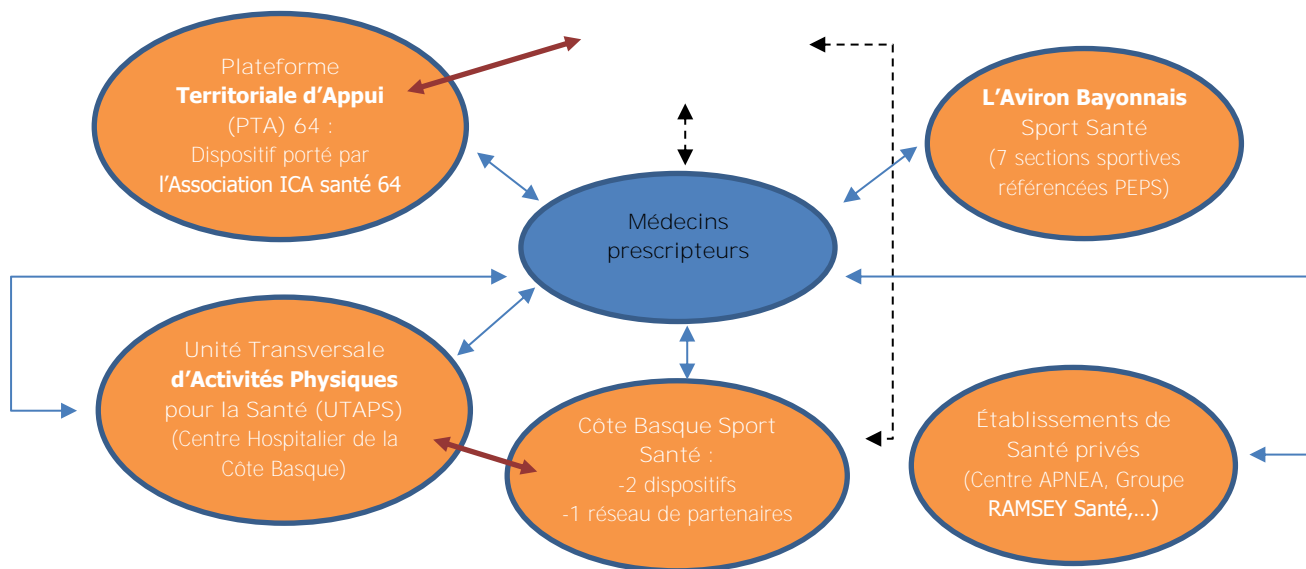 Plateforme
Territoriale d'Appui
(PTA) 64 :
Dispositif porté par
l'Association ICA santé 64
L'Aviron Bayonnais
Sport Santé
(7 sections sportives
référencées PEPS)
Médecins
prescripteurs
Unité Transversale
d'Activités Physiques
pour la Santé (UTAPS)
(Centre Hospitalier de la
Côte Basque)
Côte Basque Sport
Santé :
-2 dispositifs
-1 réseau de partenaires
Établissements de
Santé privés
(Centre APNEA, Groupe
RAMSEY Santé,...)